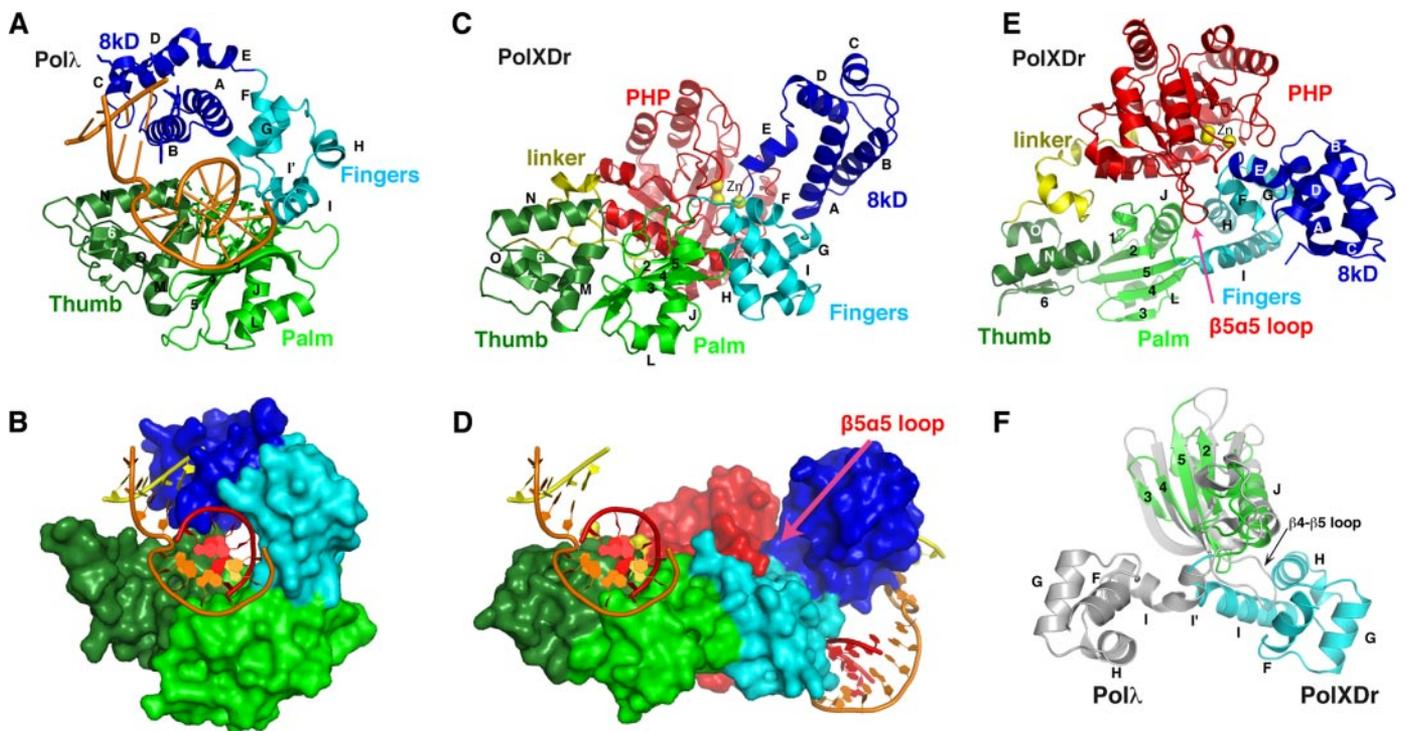 A
Polλ
8kD
D
E
C
A
F
B
G
H
I'
Fingers
I
N
6
O
M
Thumb
4
5
J
L
Palm
B
C
PolXDr
PHP
linker
Zn
C
D
E
B
A
8kD
N
O
6
M
F
G
I
H
2
5
4
3
J
L
Thumb
Palm
Fingers
D
β5α5 loop
E
PolXDr
PHP
linker
Zn
B
E
G
D
F
A
C
H
I
8kD
J
1
2
5
4
3
L
O
N
6
Thumb
Palm
Fingers
β5α5 loop
F
5
2
3
4
J
β4-β5 loop
G
F
I
H
I'
I
H
G
F
Polλ
PolXDr